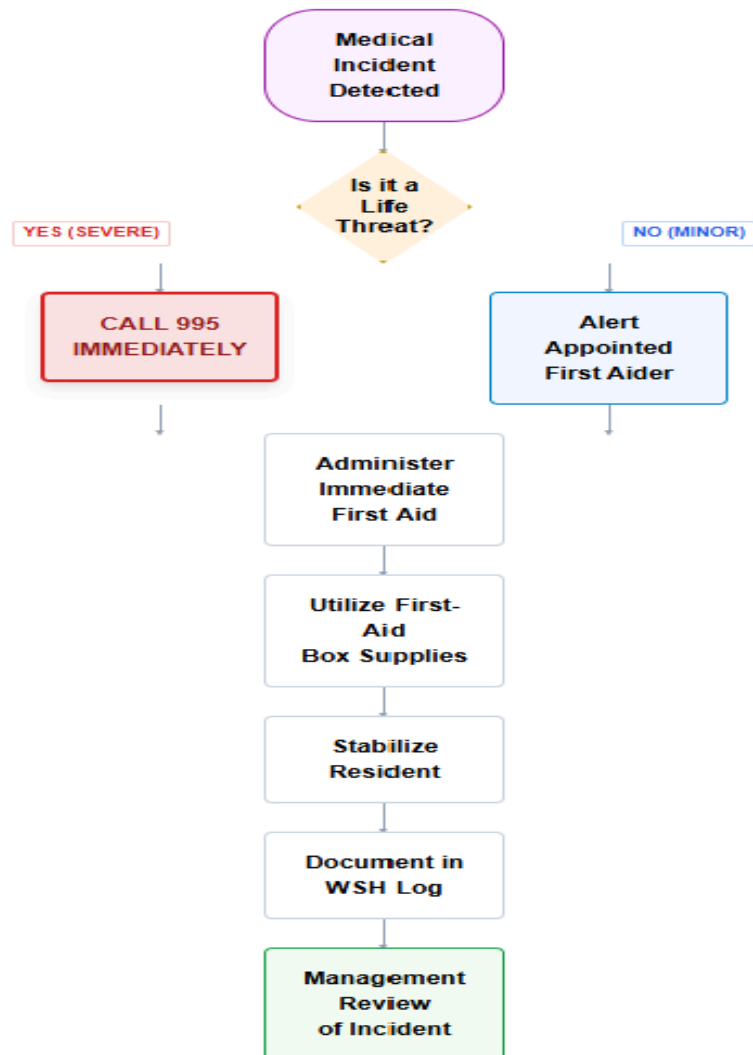 Medical
Incident
Detected
Is it a
Life
Threat?
YES (SEVERE)
NO (MINOR)
CALL 995
IMMEDIATELY
Alert
Appointed
First Aider
Administer
Immediate
First Aid
Utilize First-
Aid
Box Supplies
Stabilize
Resident
Document in
WSH Log
Management
Review
of Incident